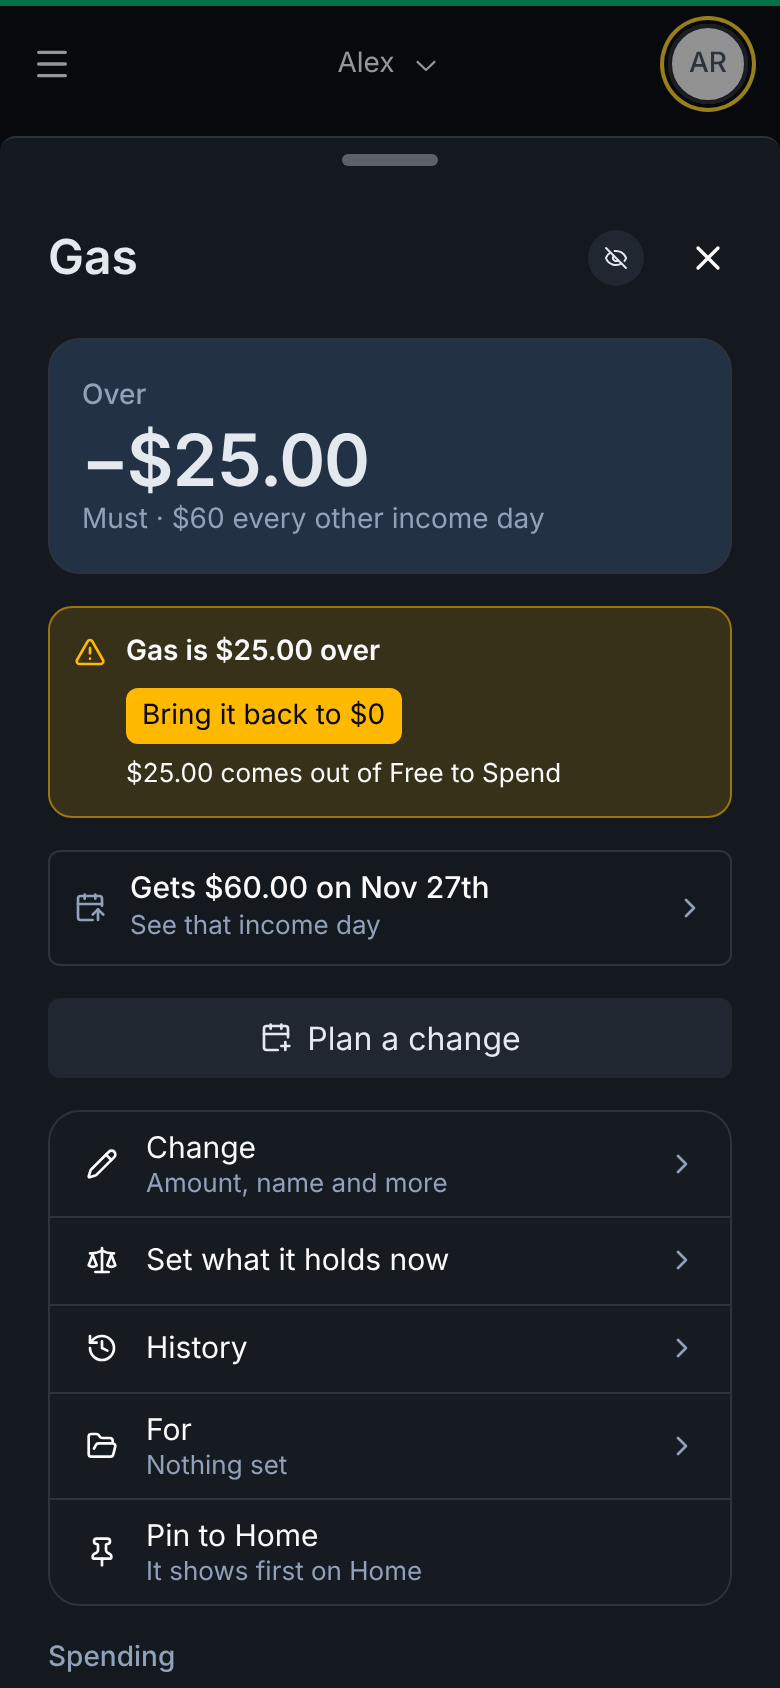 Alex
AR
Gas
Over
–$25.00
Must · $60 every other income day
Gas is $25.00 over
Bring it back to $0
$25.00 comes out of Free to Spend
Gets $60.00 on Nov 27th
See that income day
Plan a change
Change
Amount, name and more
Set what it holds now
History
For
Nothing set
Pin to Home
It shows first on Home
Spending